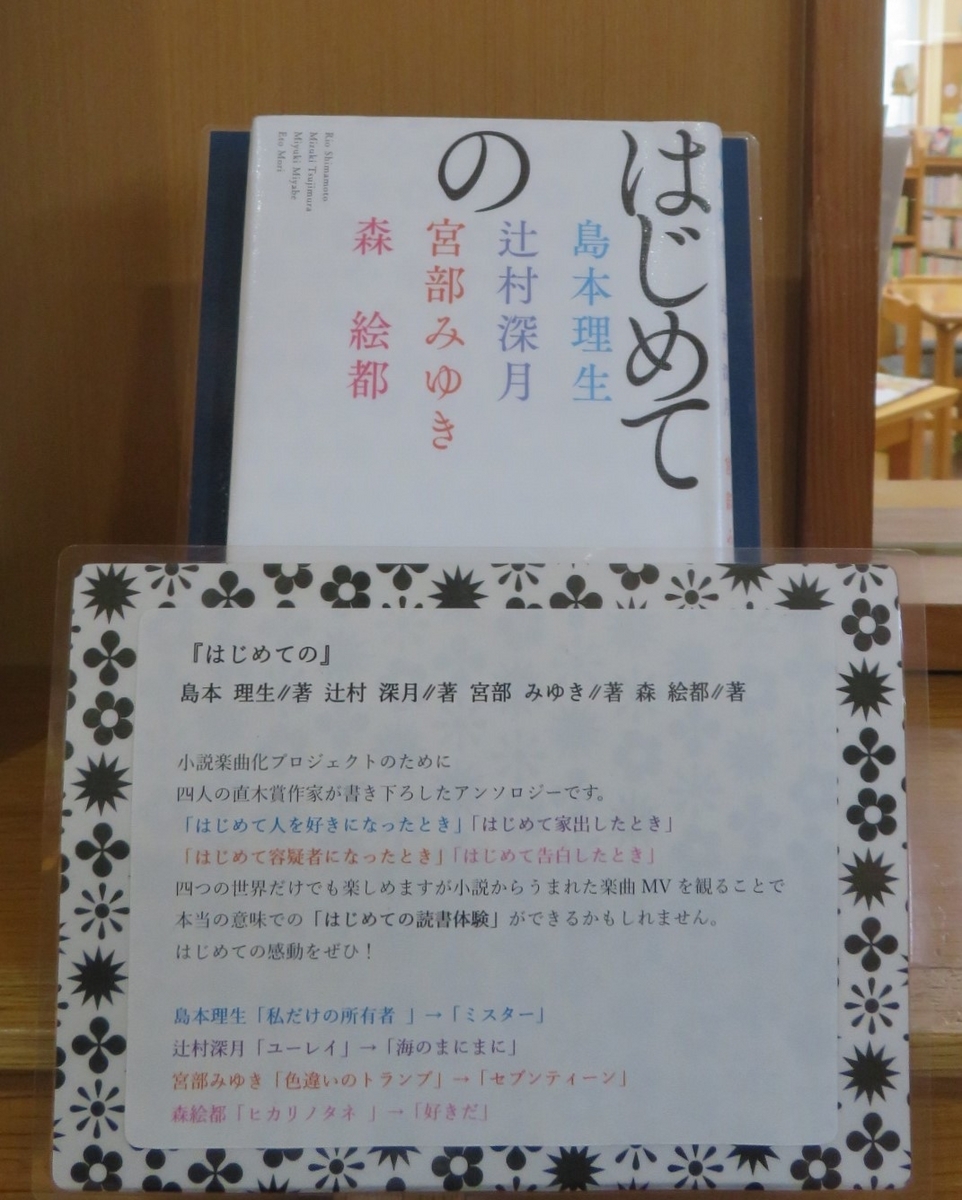 はじめて
の
島本理生
辻村深月
宮部みゆき
森 絵都
Rio Shimamoto
Mizuki Tsujimura
Miyuki Miyabe
Eto Mori
『はじめての』
島本 理生//著 辻村 深月//著 宮部 みゆき//著 森 絵都//著
小説楽曲化プロジェクトのために
四人の直木賞作家が書き下ろしたアンソロジーです。
「はじめて人を好きになったとき」「はじめて家出したとき」
「はじめて容疑者になったとき」「はじめて告白したとき」
四つの世界だけでも楽しめますが小説からうまれた楽曲 MV を観ることで
本当の意味での「はじめての読書体験」ができるかもしれません。
はじめての感動をぜひ！
島本理生「私だけの所有者 」→「ミスター」
辻村深月「ユーレイ」→「海のまにまに」
宮部みゆき「色違いのトランプ」→「セブンティーン」
森絵都「ヒカリノタネ 」→「好きだ」